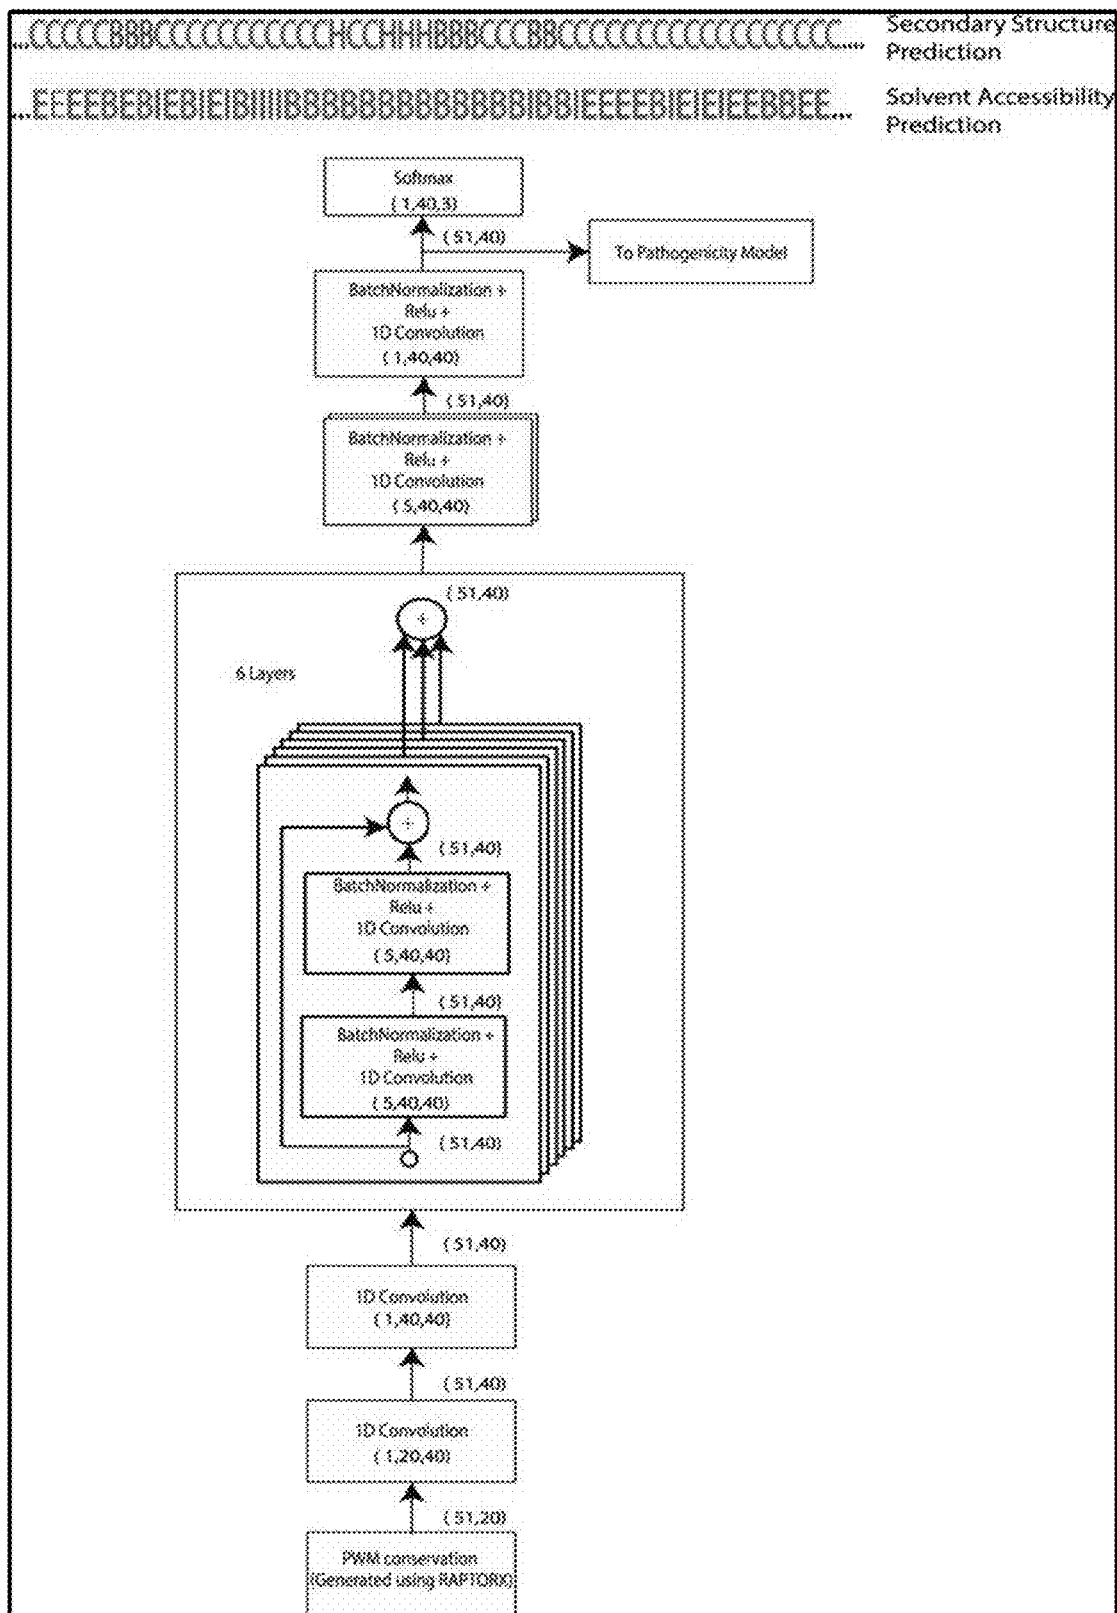 ...CCCCCCBBBCCCCCCCCCCCCHCCHHHBBBCCCBBCCCCCCCCCCCCCCCCCCC.....
Secondary Structure
Prediction
...EEEEBEBIEBIEIBIIIIBBBBBBBBBBBBBBIBBIEEEEBIEIEIEEBBEE...
Solvent Accessibility
Prediction
Softmax
( 1,40,3)
( 51,40)
To Pathogenicity Model
BatchNormalization +
Relu +
1D Convolution
( 1,40,40)
( 51,40)
BatchNormalization +
Relu +
1D Convolution
( 5,40,40)
( 51,40)
+
6 Layers
+
( 51,40)
BatchNormalization +
Relu +
1D Convolution
( 5,40,40)
( 51,40)
BatchNormalization +
Relu +
1D Convolution
( 5,40,40)
( 51,40)
( 51,40)
1D Convolution
( 1,40,40)
( 51,40)
1D Convolution
( 1,20,40)
( 51,20)
PWM conservation
(Generated using RAPTORX)